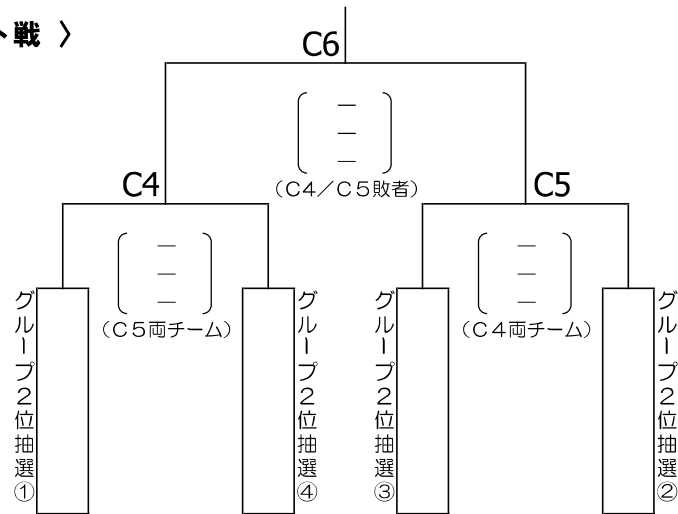 ト戦 〉
C6
（C4／C5敗者）
C4
C5
（C5両チーム）
（C4両チーム）
グループ2位抽選①
グループ2位抽選④
グループ2位抽選③
グループ2位抽選②